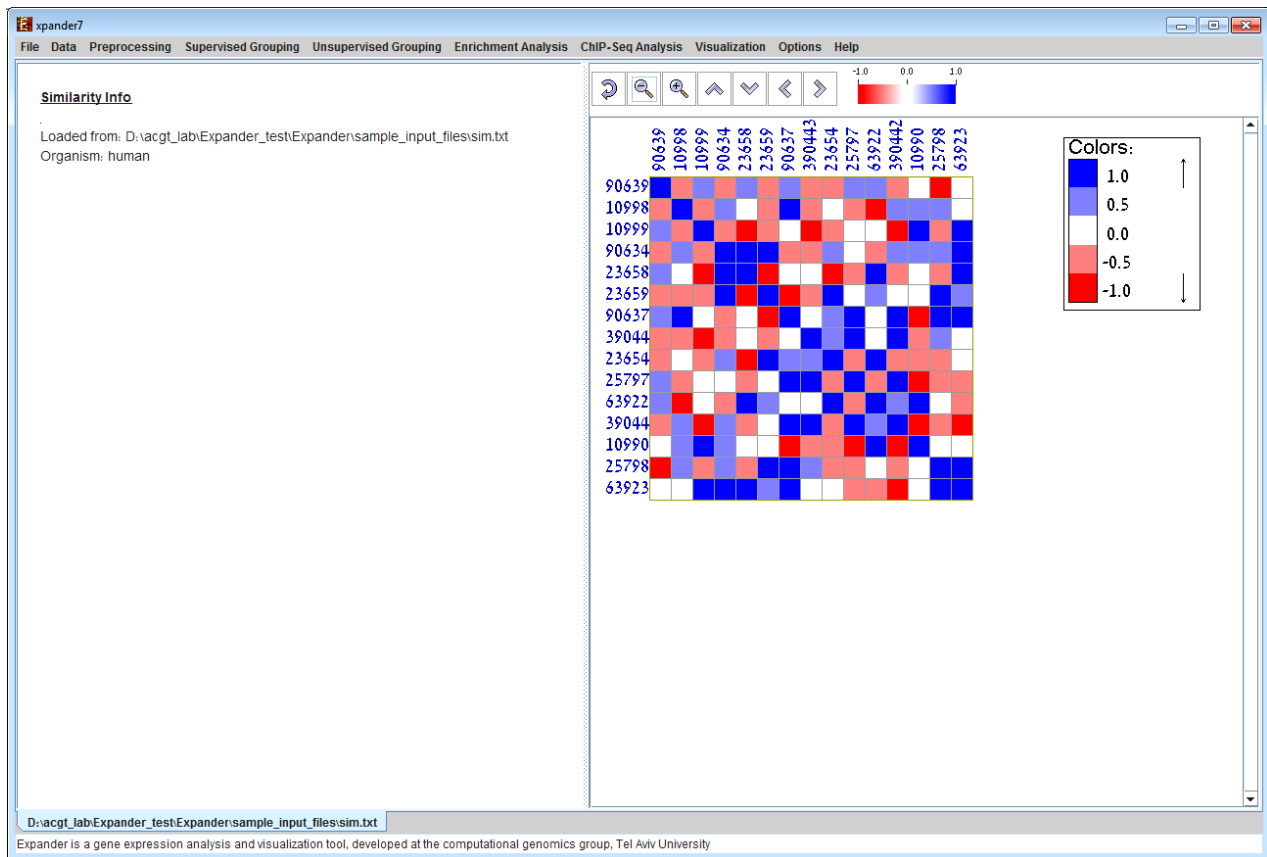 xpander7
File Data Preprocessing Supervised Grouping Unsupervised Grouping Enrichment Analysis ChIP-Seq Analysis Visualization Options Help
Similarity Info
.
Loaded from: D:\acgt_lab\Expander_test\Expander\sample_input_files\sim.txt
Organism: human
-1.0 0.0 1.0
90639 10998 10999 90634 23658 23659 90637 390443 23654 25797 63922 390442 10990 25798 63923
90639
10998
10999
90634
23658
23659
90637
39044
23654
25797
63922
39044
10990
25798
63923
Colors:
1.0
0.5
0.0
-0.5
-1.0
D:\acgt_lab\Expander_test\Expander\sample_input_files\sim.txt
Expander is a gene expression analysis and visualization tool, developed at the computational genomics group, Tel Aviv University